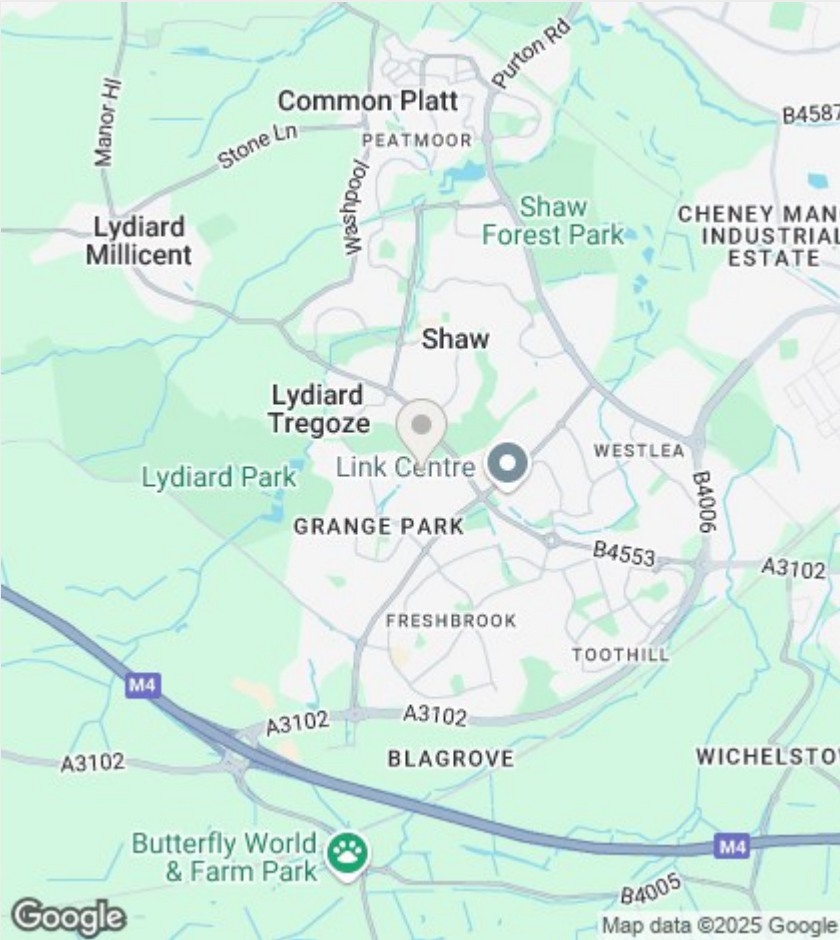 Purton Rd
Manor Hl
Common Platt
B4587
Stone Ln
PEATMOOR
Washpool
Shaw
Forest Park
Lydiard
Millicent
CHENEY MAN
INDUSTRIAL
ESTATE
Shaw
Lydiard
Tregoze
WESTLEA
Link Centre
Lydiard Park
B4006
GRANGE PARK
B4553
A3102
FRESHBROOK
TOOTHILL
M4
A3102
A3102
A3102
BLAGROVE
WICHELSTO
Butterfly World
& Farm Park
M4
B4005
Google
Map data ©2025 Google